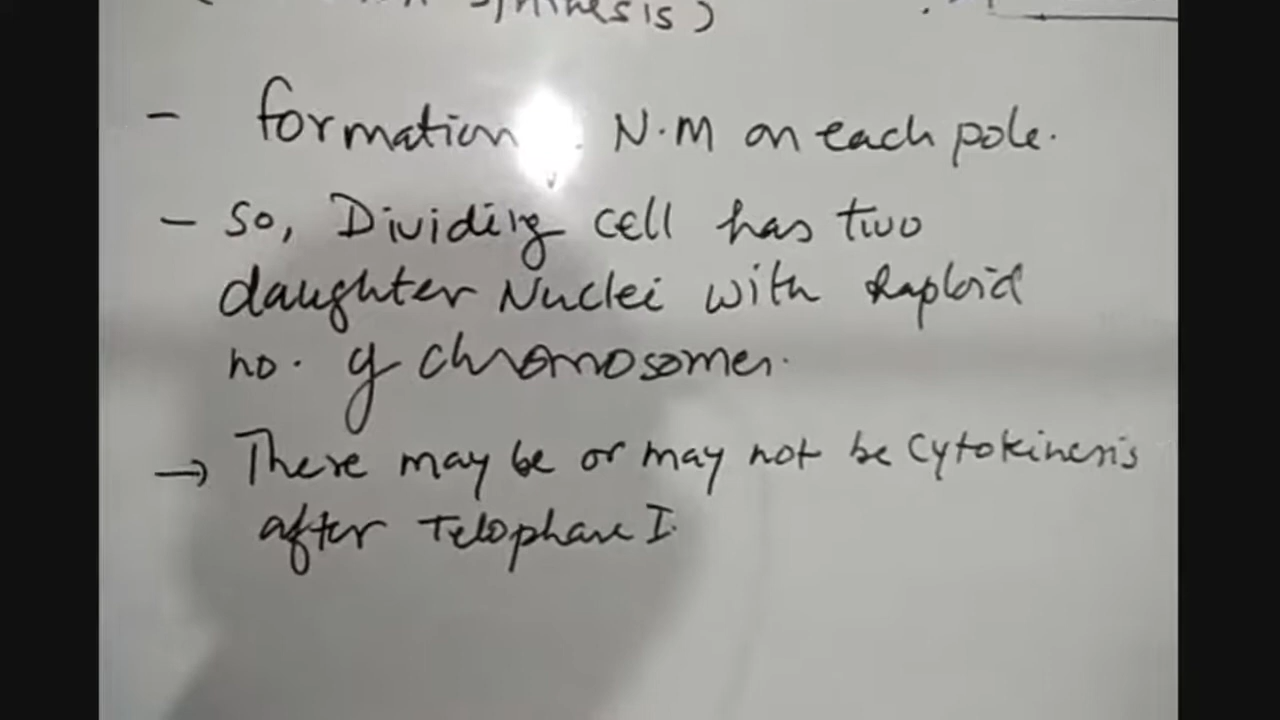 synthesis)
- formation N.M on each pole.
- So, Dividing cell has two
daughter Nuclei with haploid
no. of chromosomes.
→ There may be or may not be Cytokinesis
after Telophase I.